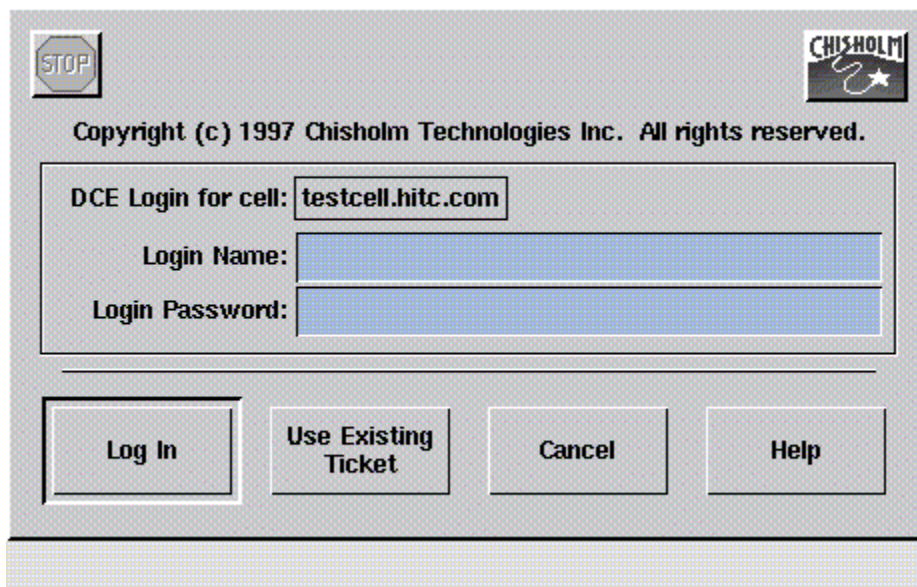 STOP
CHISHOLM
Copyright (c) 1997 Chisholm Technologies Inc. All rights reserved.
DCE Login for cell: testcell.hitc.com
Login Name:
Login Password:
Log In
Use Existing
Ticket
Cancel
Help